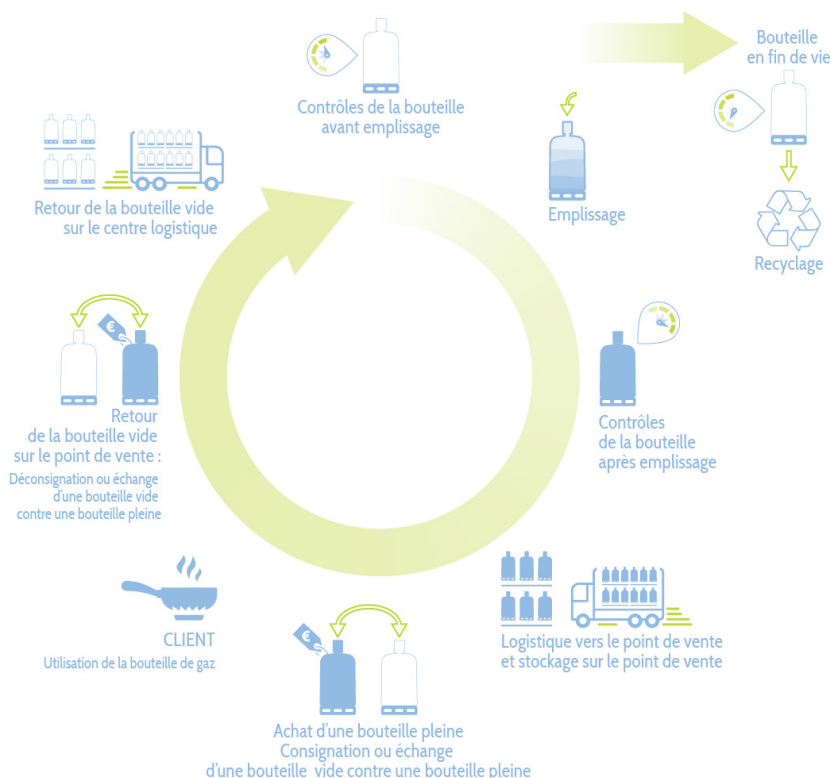 Contrôles de la bouteille
avant emplissage
Bouteille
en fin de vie
Emplissage
Recyclage
Contrôles
de la bouteille
après emplissage
Logistique vers le point de vente
et stockage sur le point de vente
€
Achat d'une bouteille pleine
Consignation ou échange
d'une bouteille vide contre une bouteille pleine
CLIENT
Utilisation de la bouteille de gaz
€
Retour
de la bouteille vide
sur le point de vente :
Déconsignation ou échange
d'une bouteille vide
contre une bouteille pleine
Retour de la bouteille vide
sur le centre logistique